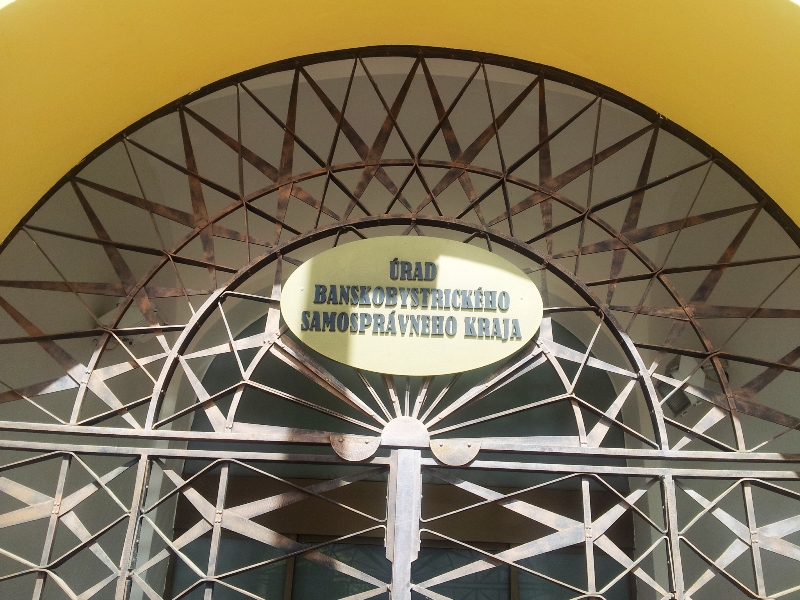 ÚRAD
BANSKOBYSTRICKÉHO
SAMOSPRÁVNEHO KRAJA